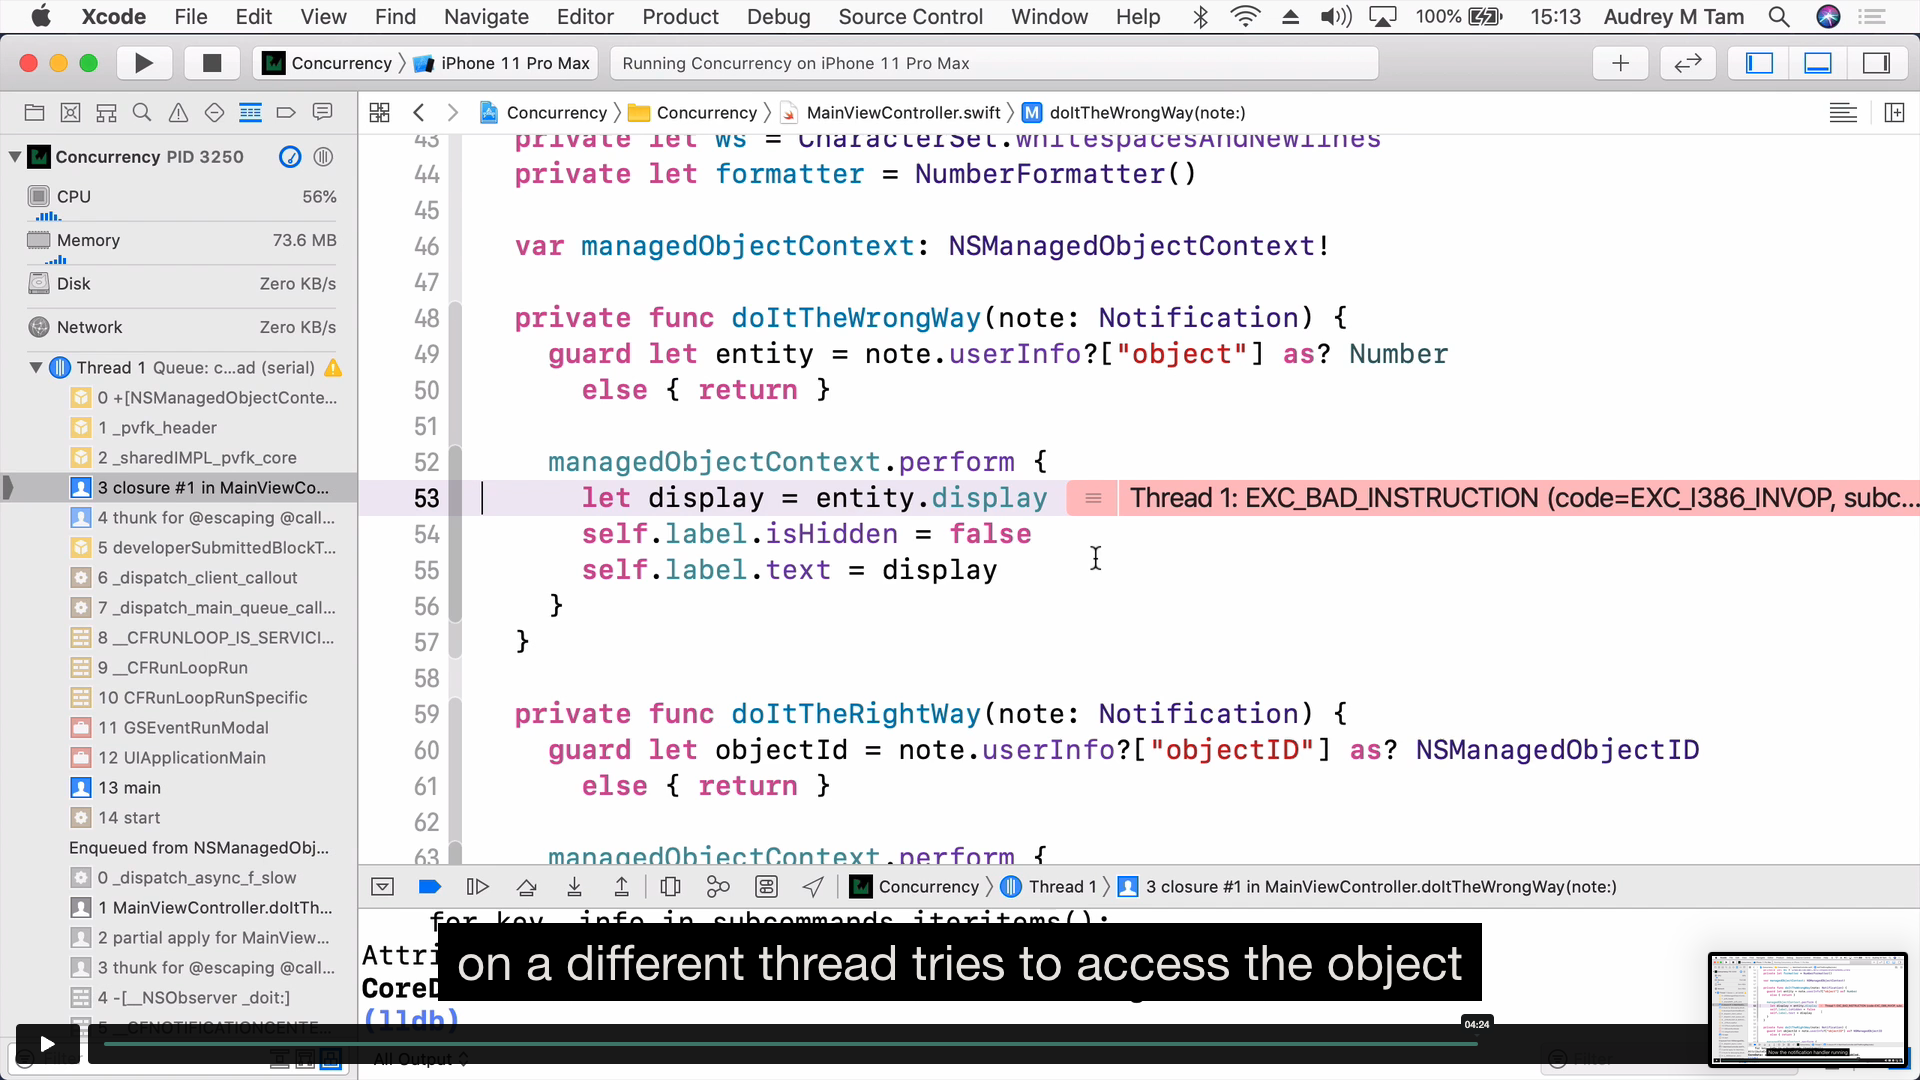 Xcode File Edit View Find Navigate Editor Product Debug Source Control Window Help 100% 15:13 Audrey M Tam
Concurrency iPhone 11 Pro Max Running Concurrency on iPhone 11 Pro Max
Concurrency Concurrency MainViewController.swift M doItTheWrongWay(note:)
Concurrency PID 3250
CPU 56%
Memory 73.6 MB
Disk Zero KB/s
Network Zero KB/s
Thread 1 Queue: c...ad (serial)
0 +[NSManagedObjectConte...
1 _pvfk_header
2 _sharedIMPL_pvfk_core
3 closure #1 in MainViewCo...
4 thunk for @escaping @call...
5 developerSubmittedBlockT...
6 _dispatch_client_callout
7 _dispatch_main_queue_call...
8 __CFRUNLOOP_IS_SERVICI...
9 __CFRunLoopRun
10 CFRunLoopRunSpecific
11 GSEventRunModal
12 UIApplicationMain
13 main
14 start
Enqueued from NSManagedObj...
0 _dispatch_async_f_slow
1 MainViewController.doItTh...
2 partial apply for MainView...
3 thunk for @escaping @call...
4 -[__NSObserver _doit:]
5 __CFNOTIFICATIONCENTE...
Filter
43 private let ws = CharacterSet.whitespacesAndNewlines
44 private let formatter = NumberFormatter()
45
46 var managedObjectContext: NSManagedObjectContext!
47
48 private func doItTheWrongWay(note: Notification) {
49 guard let entity = note.userInfo?["object"] as? Number
50 else { return }
51
52 managedObjectContext.perform {
53 let display = entity.display Thread 1: EXC_BAD_INSTRUCTION (code=EXC_I386_INVOP, subc...
54 self.label.isHidden = false
55 self.label.text = display
56 }
57 }
58
59 private func doItTheRightWay(note: Notification) {
60 guard let objectId = note.userInfo?["objectID"] as? NSManagedObjectID
61 else { return }
62
63 managedObjectContext.perform {
Concurrency Thread 1 3 closure #1 in MainViewController.doItTheWrongWay(note:)
for key, info in subcommands.iteritems():
on a different thread tries to access the object
(lldb)
04:24
All Output
Filter